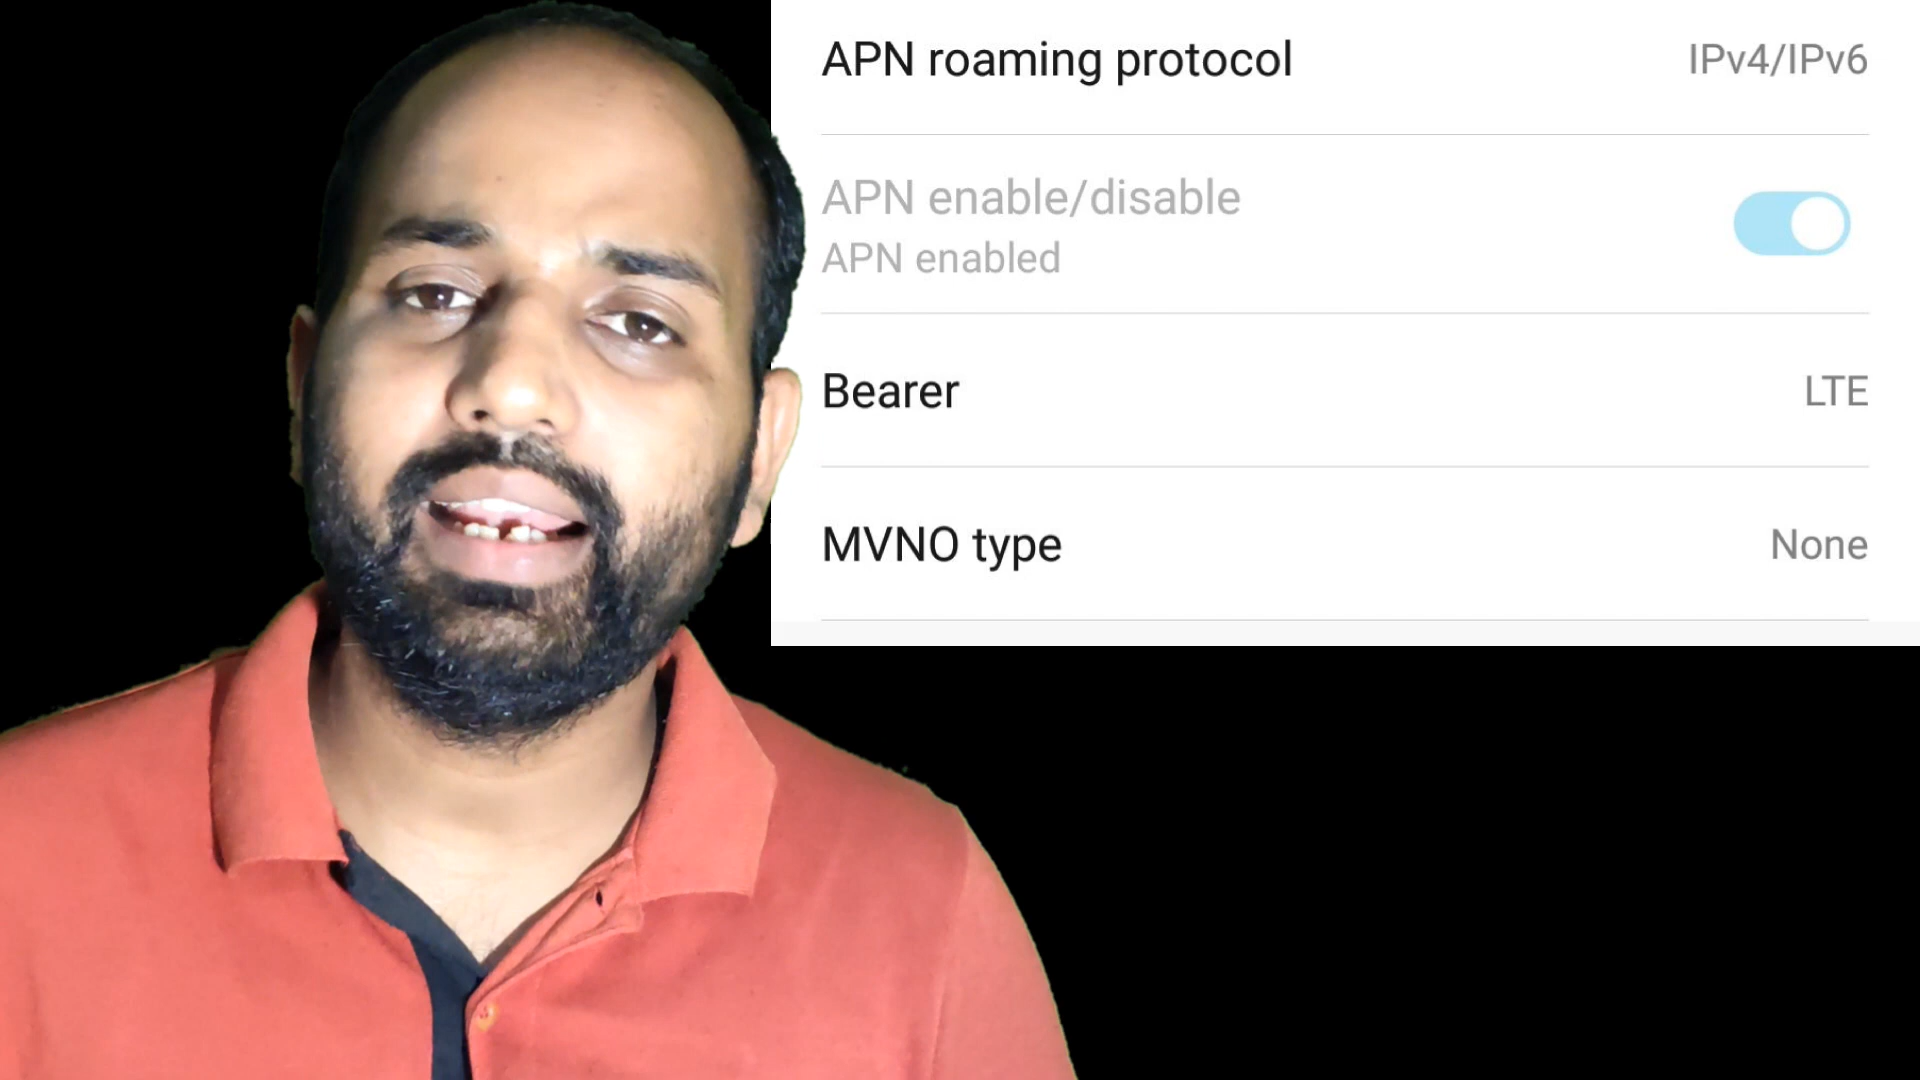 APN roaming protocol IPv4/IPv6
APN enable/disable
APN enabled
Bearer LTE
MVNO type None